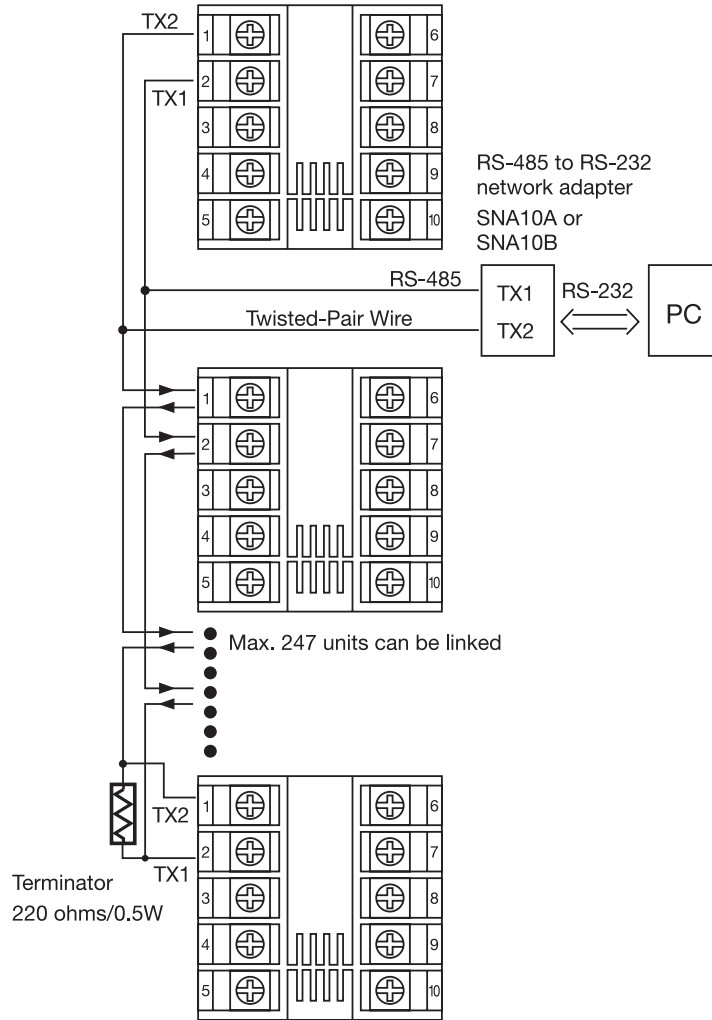 TX2
1
6
2
7
TX1
3
8
4
9
5
10
RS-485 to RS-232
network adapter
SNA10A or
SNA10B
RS-485
TX1
RS-232
PC
Twisted-Pair Wire
TX2
1
6
2
7
3
8
4
9
5
10
Max. 247 units can be linked
1
6
TX2
2
7
TX1
Terminator
3
8
220 ohms/0.5W
4
9
5
10